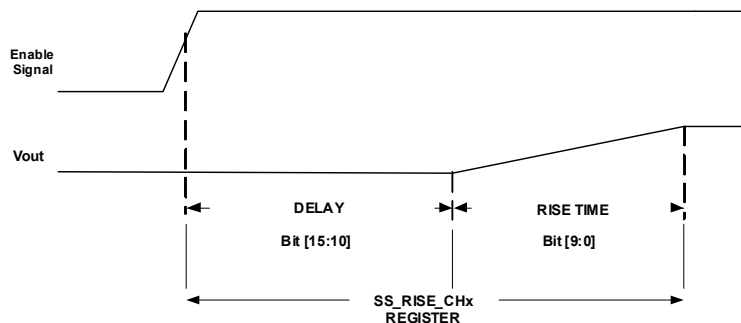 Enable
Signal
Vout
DELAY
RISE TIME
Bit [15:10]
Bit [9:0]
SS_RISE_CHx
REGISTER